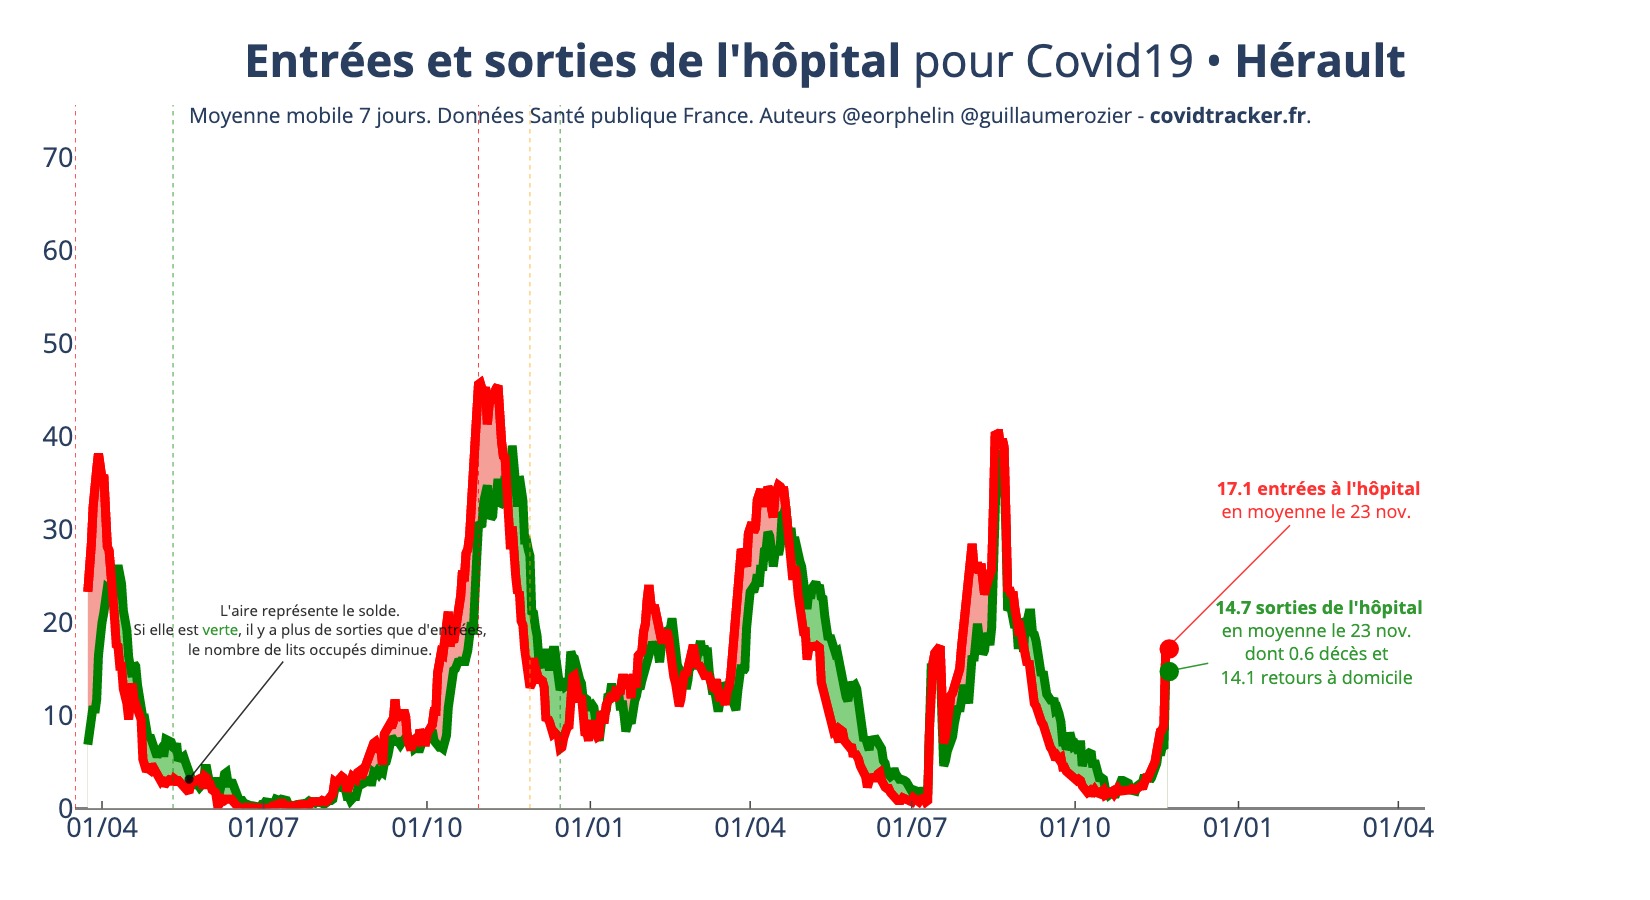 Entrées et sorties de l'hôpital pour Covid19 • Hérault
Moyenne mobile 7 jours. Données Santé publique France. Auteurs @eorphelin @guillaumerozier - covidtracker.fr.
70
60
50
40
30
20
10
0
17.1 entrées à l'hôpital
en moyenne le 23 nov.
14.7 sorties de l'hôpital
en moyenne le 23 nov.
dont 0.6 décès et
14.1 retours à domicile
L'aire représente le solde.
Si elle est verte, il y a plus de sorties que d'entrées,
le nombre de lits occupés diminue.
01/04 01/07 01/10 01/01 01/04 01/07 01/10 01/01 01/04